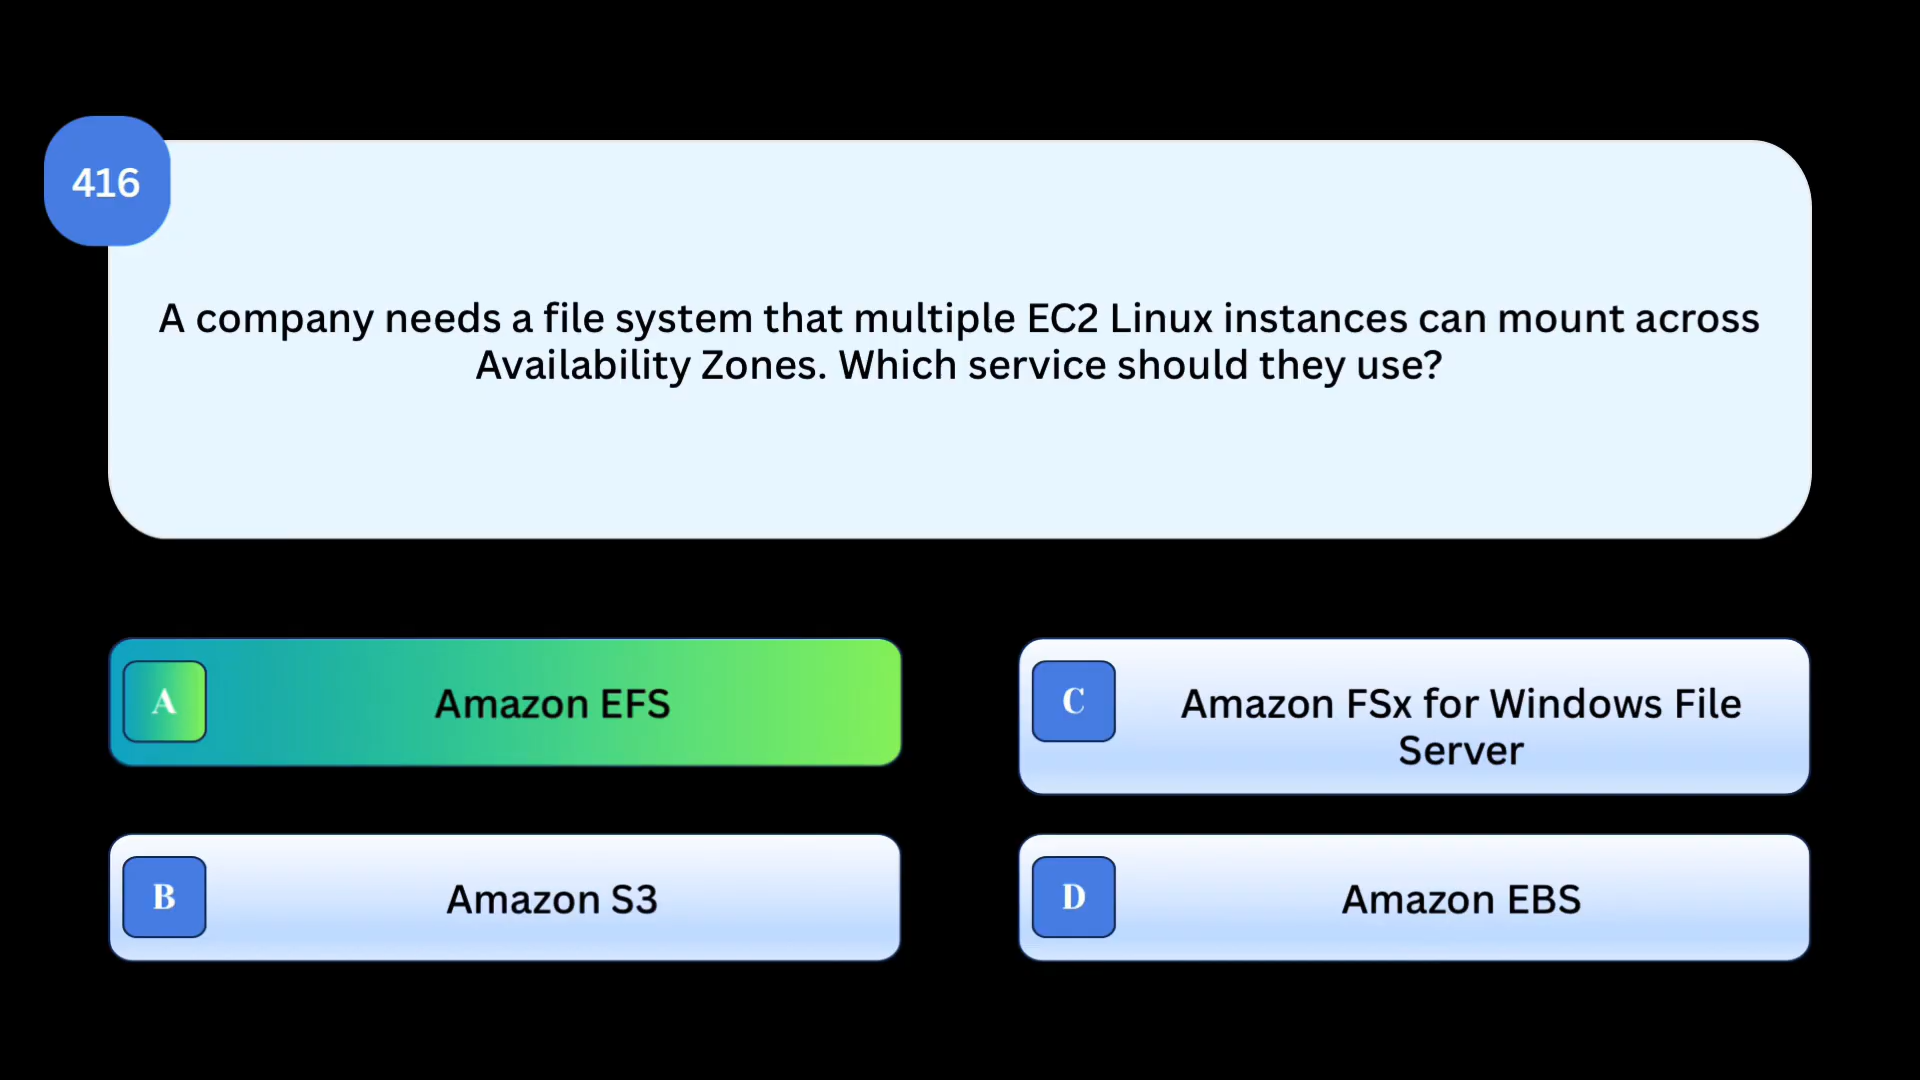 416
A company needs a file system that multiple EC2 Linux instances can mount across
Availability Zones. Which service should they use?
A
Amazon EFS
B
Amazon S3
C
Amazon FSx for Windows File
Server
D
Amazon EBS